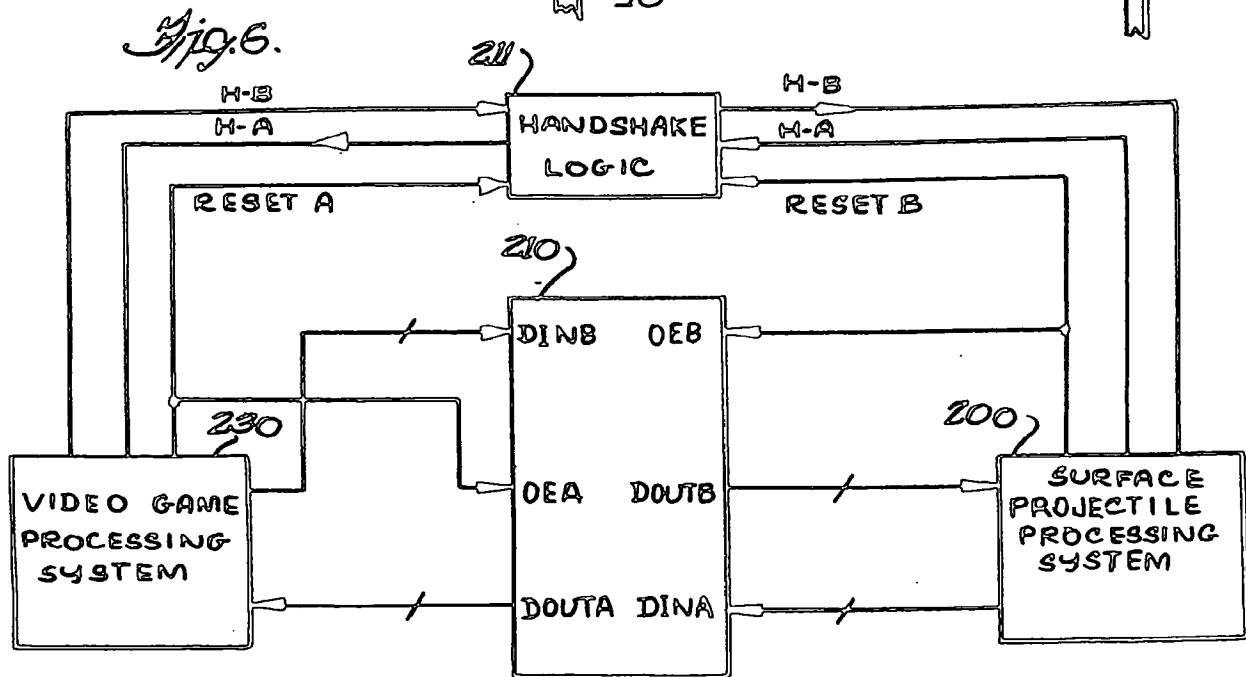 Fig.6.
211
H-B
H-A
HANDSHAKE
LOGIC
H-B
H-A
RESET A
RESET B
210
DINB OEB
230
200
VIDEO GAME
PROCESSING
SYSTEM
OEA DOUTB
SURFACE
PROJECTILE
PROCESSING
SYSTEM
DOUTA DINA